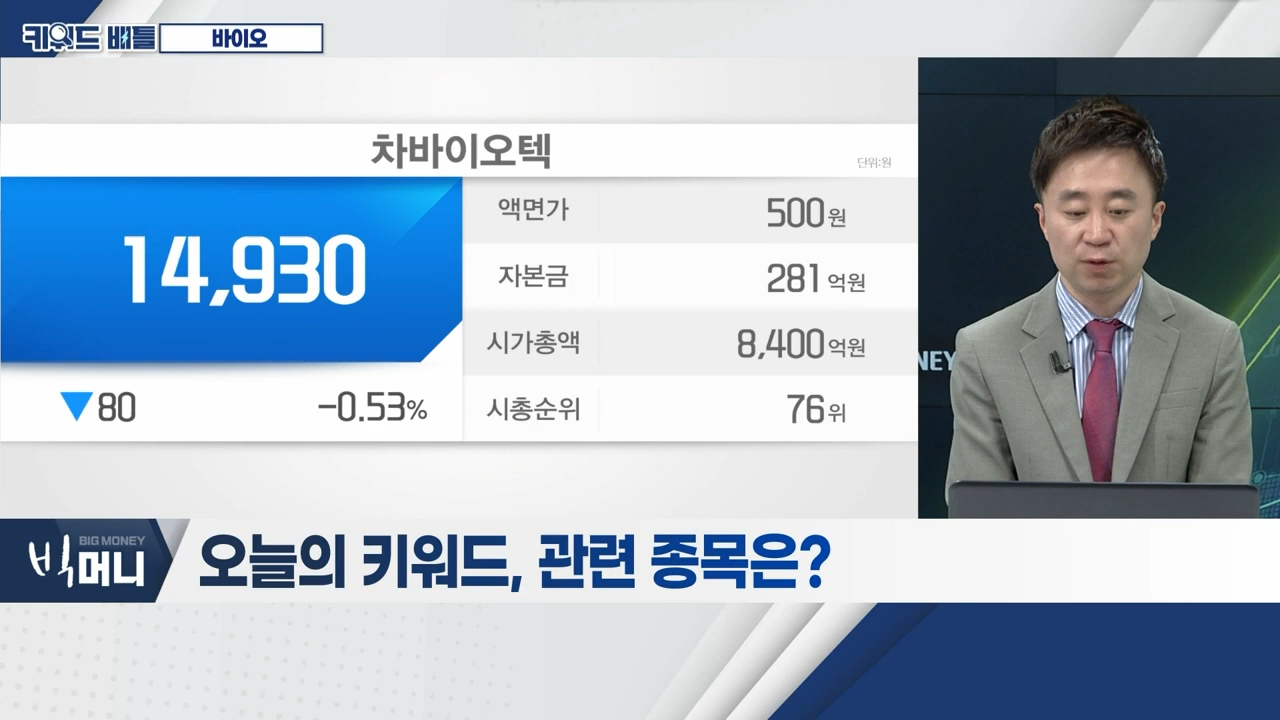 키워드 배틀 바이오
차바이오텍
단위:원
14,930
▼80 -0.53%
액면가 500원
자본금 281억원
시가총액 8,400억원
시총순위 76위
NEY
BIG MONEY
빅머니
오늘의 키워드, 관련 종목은?